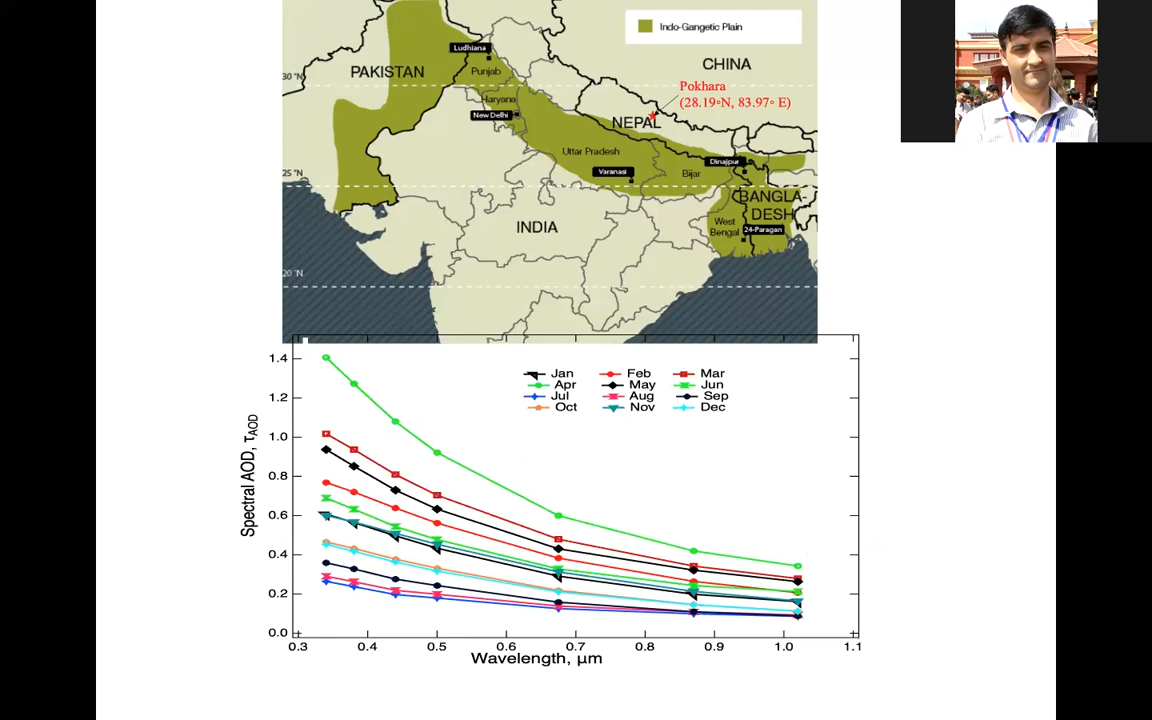 Indo-Gangetic Plain
Ludhiana
CHINA
PAKISTAN
Punjab
30 °N
Pokhara
(28.19◦N, 83.97◦ E)
Haryana
New Delhi
NEPAL
Uttar Pradesh
Dinajpur
25 °N
Varanasi
Bijar
BANGLA-
DESH
INDIA
West
Bengal
24-Paragan
20 °N
1.4
1.2
1.0
0.8
0.6
0.4
0.2
0.0
Spectral AOD, τAOD
Jan Feb Mar
Apr May Jun
Jul Aug Sep
Oct Nov Dec
0.3 0.4 0.5 0.6 0.7 0.8 0.9 1.0 1.1
Wavelength, μm